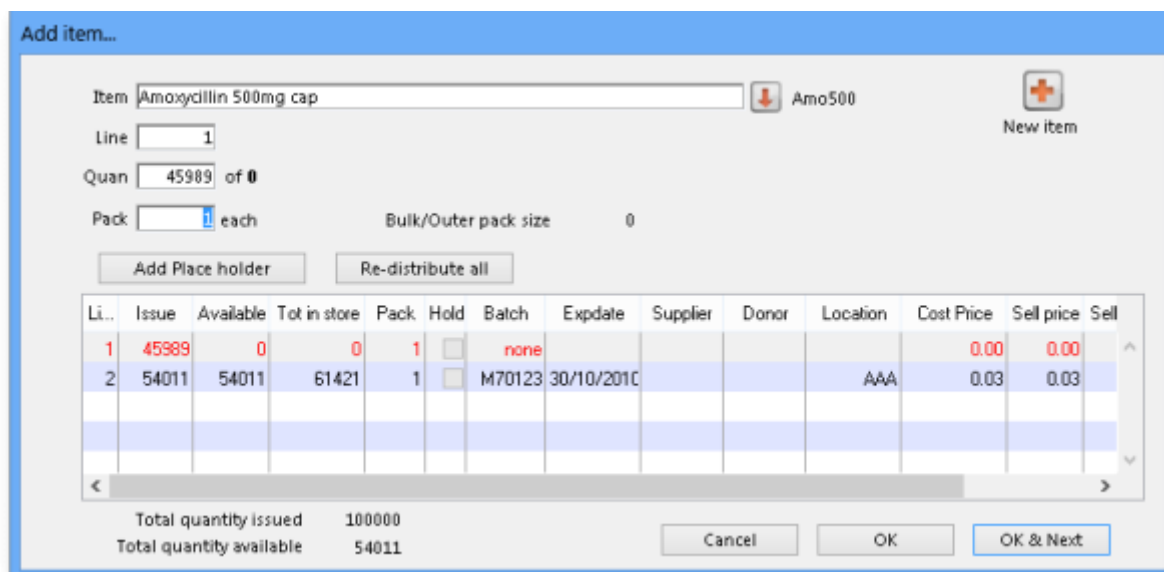 Add item...
Item Amoxycillin 500mg cap Amo500
New item
Line 1
Quan 45989 of 0
Pack 1 each Bulk/Outer pack size 0
Add Place holder Re-distribute all
Li... Issue Available Tot in store Pack Hold Batch Expdate Supplier Donor Location Cost Price Sell price Sell
1 45989 0 0 1 none 0.00 0.00
2 54011 54011 61421 1 M70123 30/10/201 AAA 0.03 0.03
Total quantity issued 100000
Total quantity available 54011
Cancel OK OK & Next